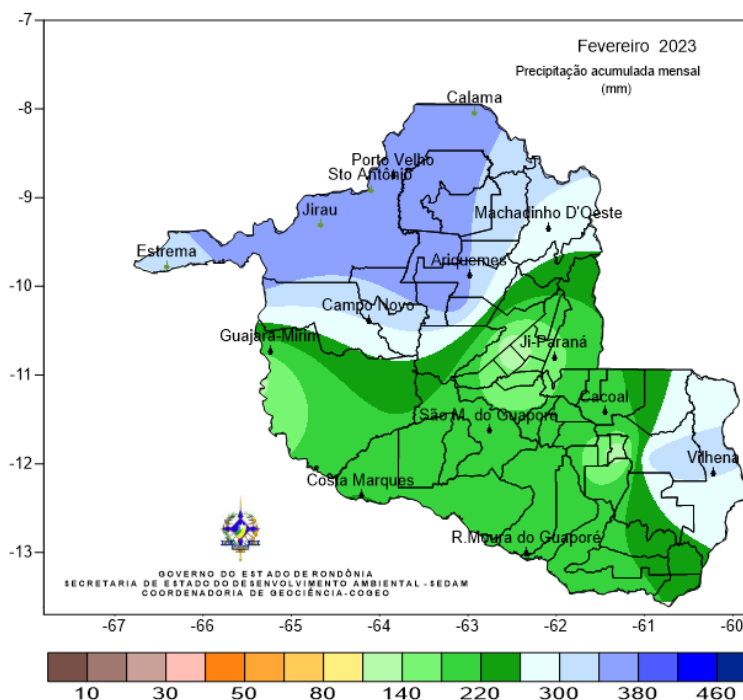 Fevereiro 2023
Precipitação acumulada mensal
(mm)
-7
-8
-9
-10
-11
-12
-13
Calama
Porto Velho
Sto Antônio
Jirau
Machadinho D'Oeste
Estrema
Ariquemes
Campo Novo
Guajará-Mirim
Ji-Paraná
Cacoal
São M. do Guaporé
Vilhena
Costa Marques
R.Moura do Guaporé
GOVERNO DO ESTADO DE RONDÔNIA
SECRETARIA DE ESTADO DO DESENVOLVIMENTO AMBIENTAL -SEDAM
COORDENADORIA DE GEOCIÊNCIA-COGEO
-67 -66 -65 -64 -63 -62 -61 -60
10 30 50 80 140 220 300 380 460